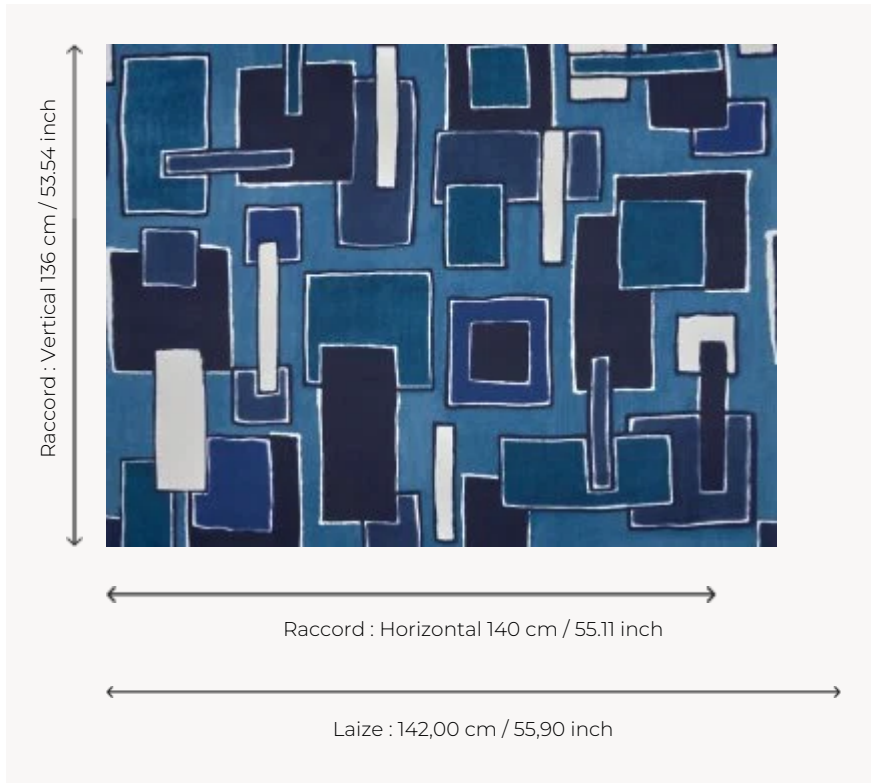 Raccord : Vertical 136 cm / 53.54 inch
Raccord : Horizontal 140 cm / 55.11 inch
Laize : 142,00 cm / 55,90 inch